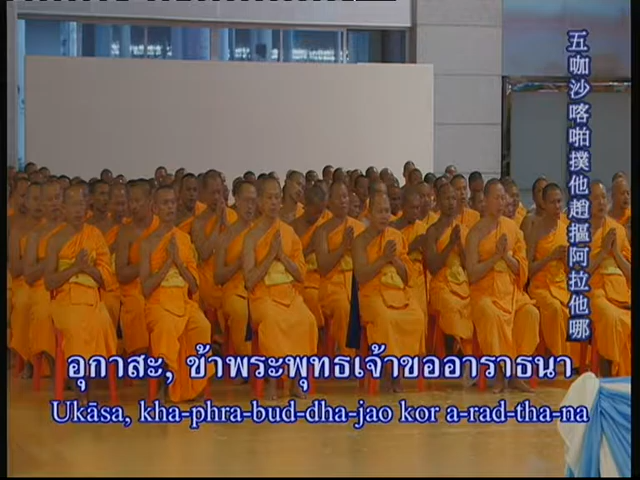 五咖沙喀啪撲他趙摳阿拉他哪
อุกาสะ, ข้าพระพุทธเจ้าขออาราธนา
Ukāsa, kha-phra-bud-dha-jao kor a-rad-tha-na